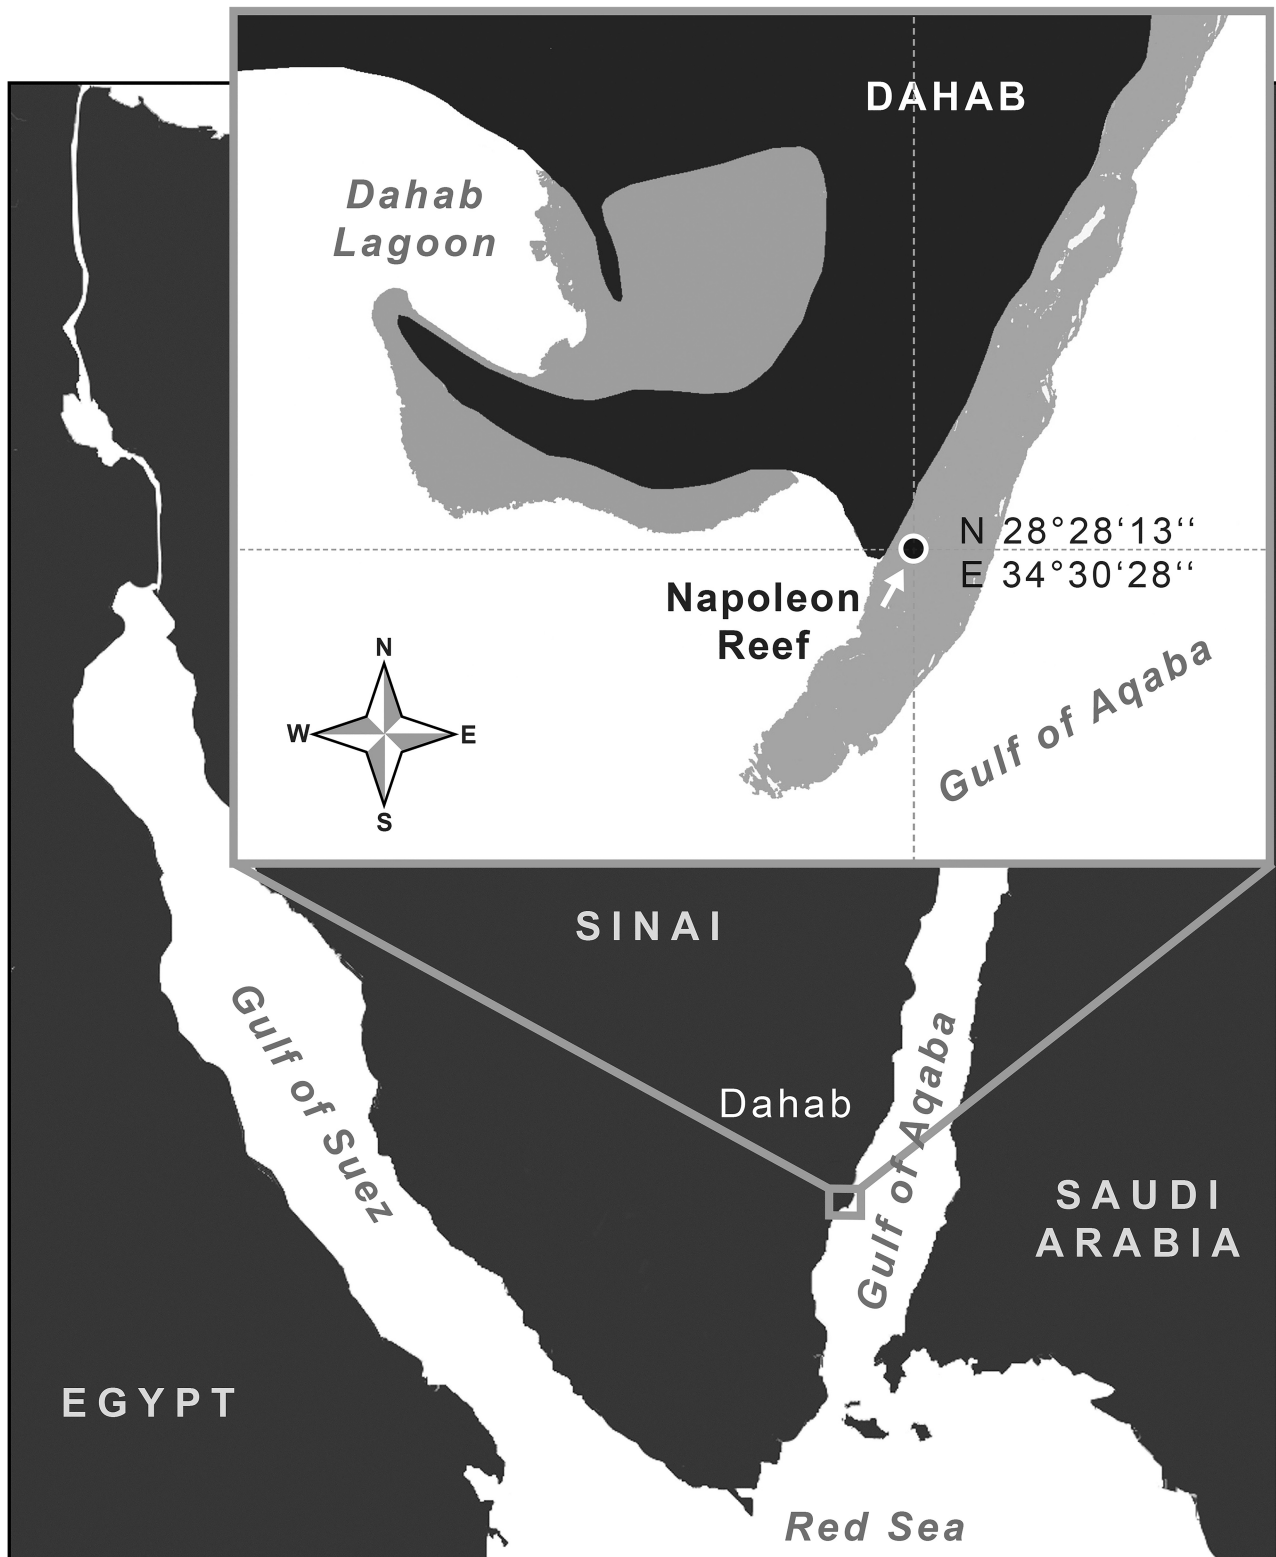 DAHAB
Dahab
Lagoon
N 28°28‘13“
E 34°30‘28“
Napoleon
Reef
Gulf of Aqaba
N
W
E
S
SINAI
Gulf of Suez
Dahab
Gulf of Aqaba
SAUDI
ARABIA
EGYPT
Red Sea